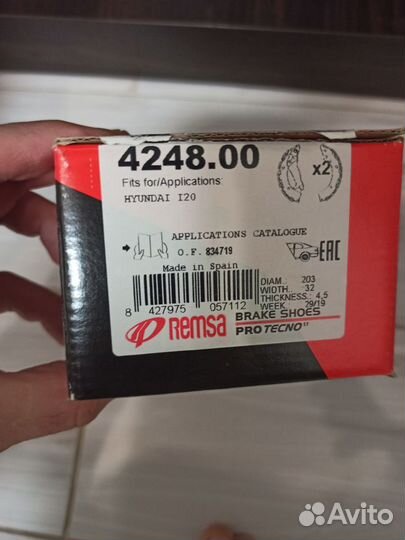 4248.00
x2
Fits for/Applications:
HYUNDAI I20
APPLICATIONS CATALOGUE
O.F. 834719
EAC
Made in Spain
DIAM.: 203
WIDTH.: 32
THICKNESS.: 4,5
WEEK 29/19
8 427975 057112
Remsa
BRAKE SHOES
PRO TECNO
Avito